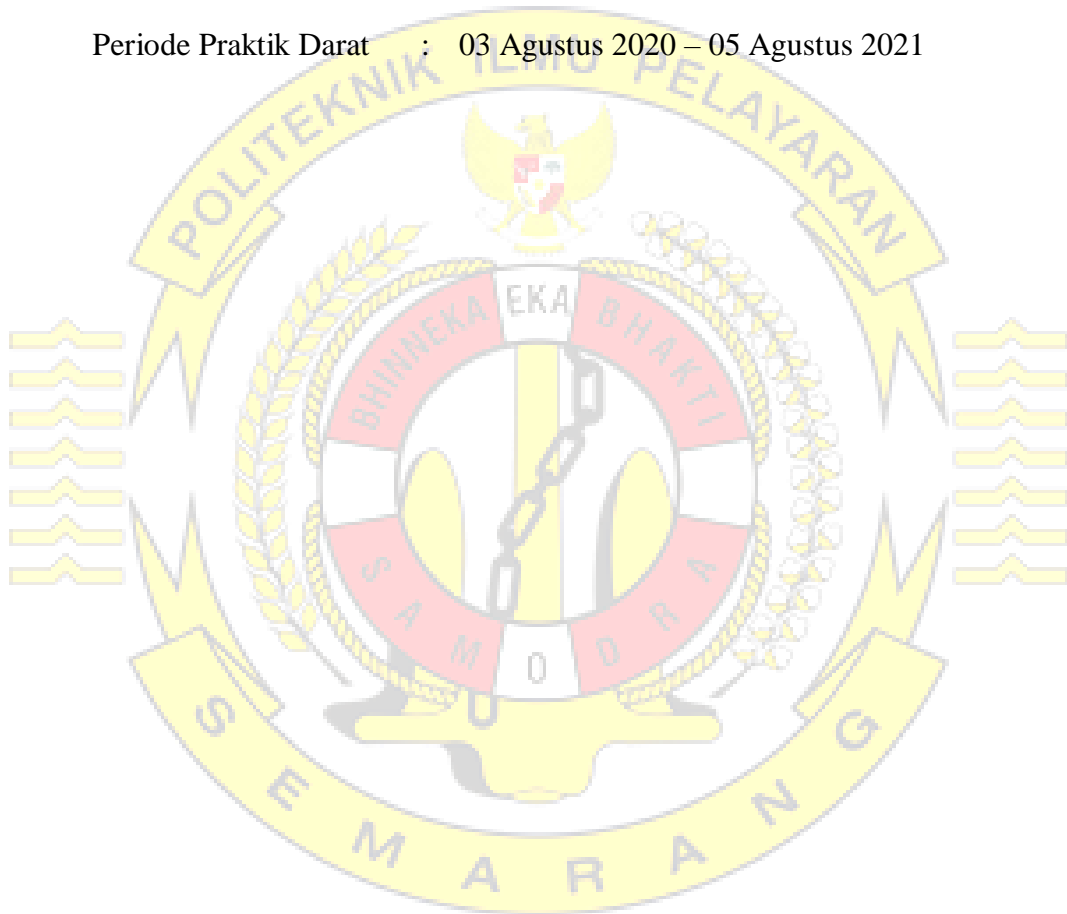 Periode Praktik Darat : 03 Agustus 2020 – 05 Agustus 2021
POLITEKNIK ILMU PELAYARAN
BHINNEKA EKA BHAKTI
SAMODRA
SEMARANG